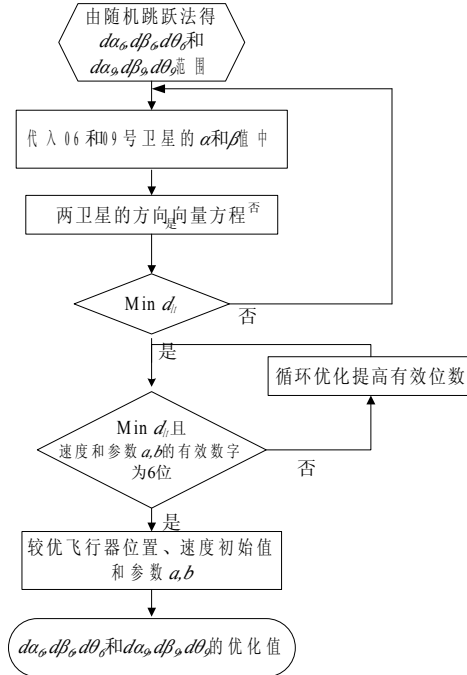 由随机跳跃法得
dα₆,dβ₆,dθ₆和
dα₉,dβ₉,dθ₉范围
代入06和09号卫星的α和β值中
两卫星的方向向量方程
否
是
Min d_lt
否
是
循环优化提高有效位数
Min d_lt且
速度和参数a,b的有效数字
为6位
否
是
较优飞行器位置、速度初始值
和参数a,b
dα₆,dβ₆,dθ₆和dα₉,dβ₉,dθ₉的优化值